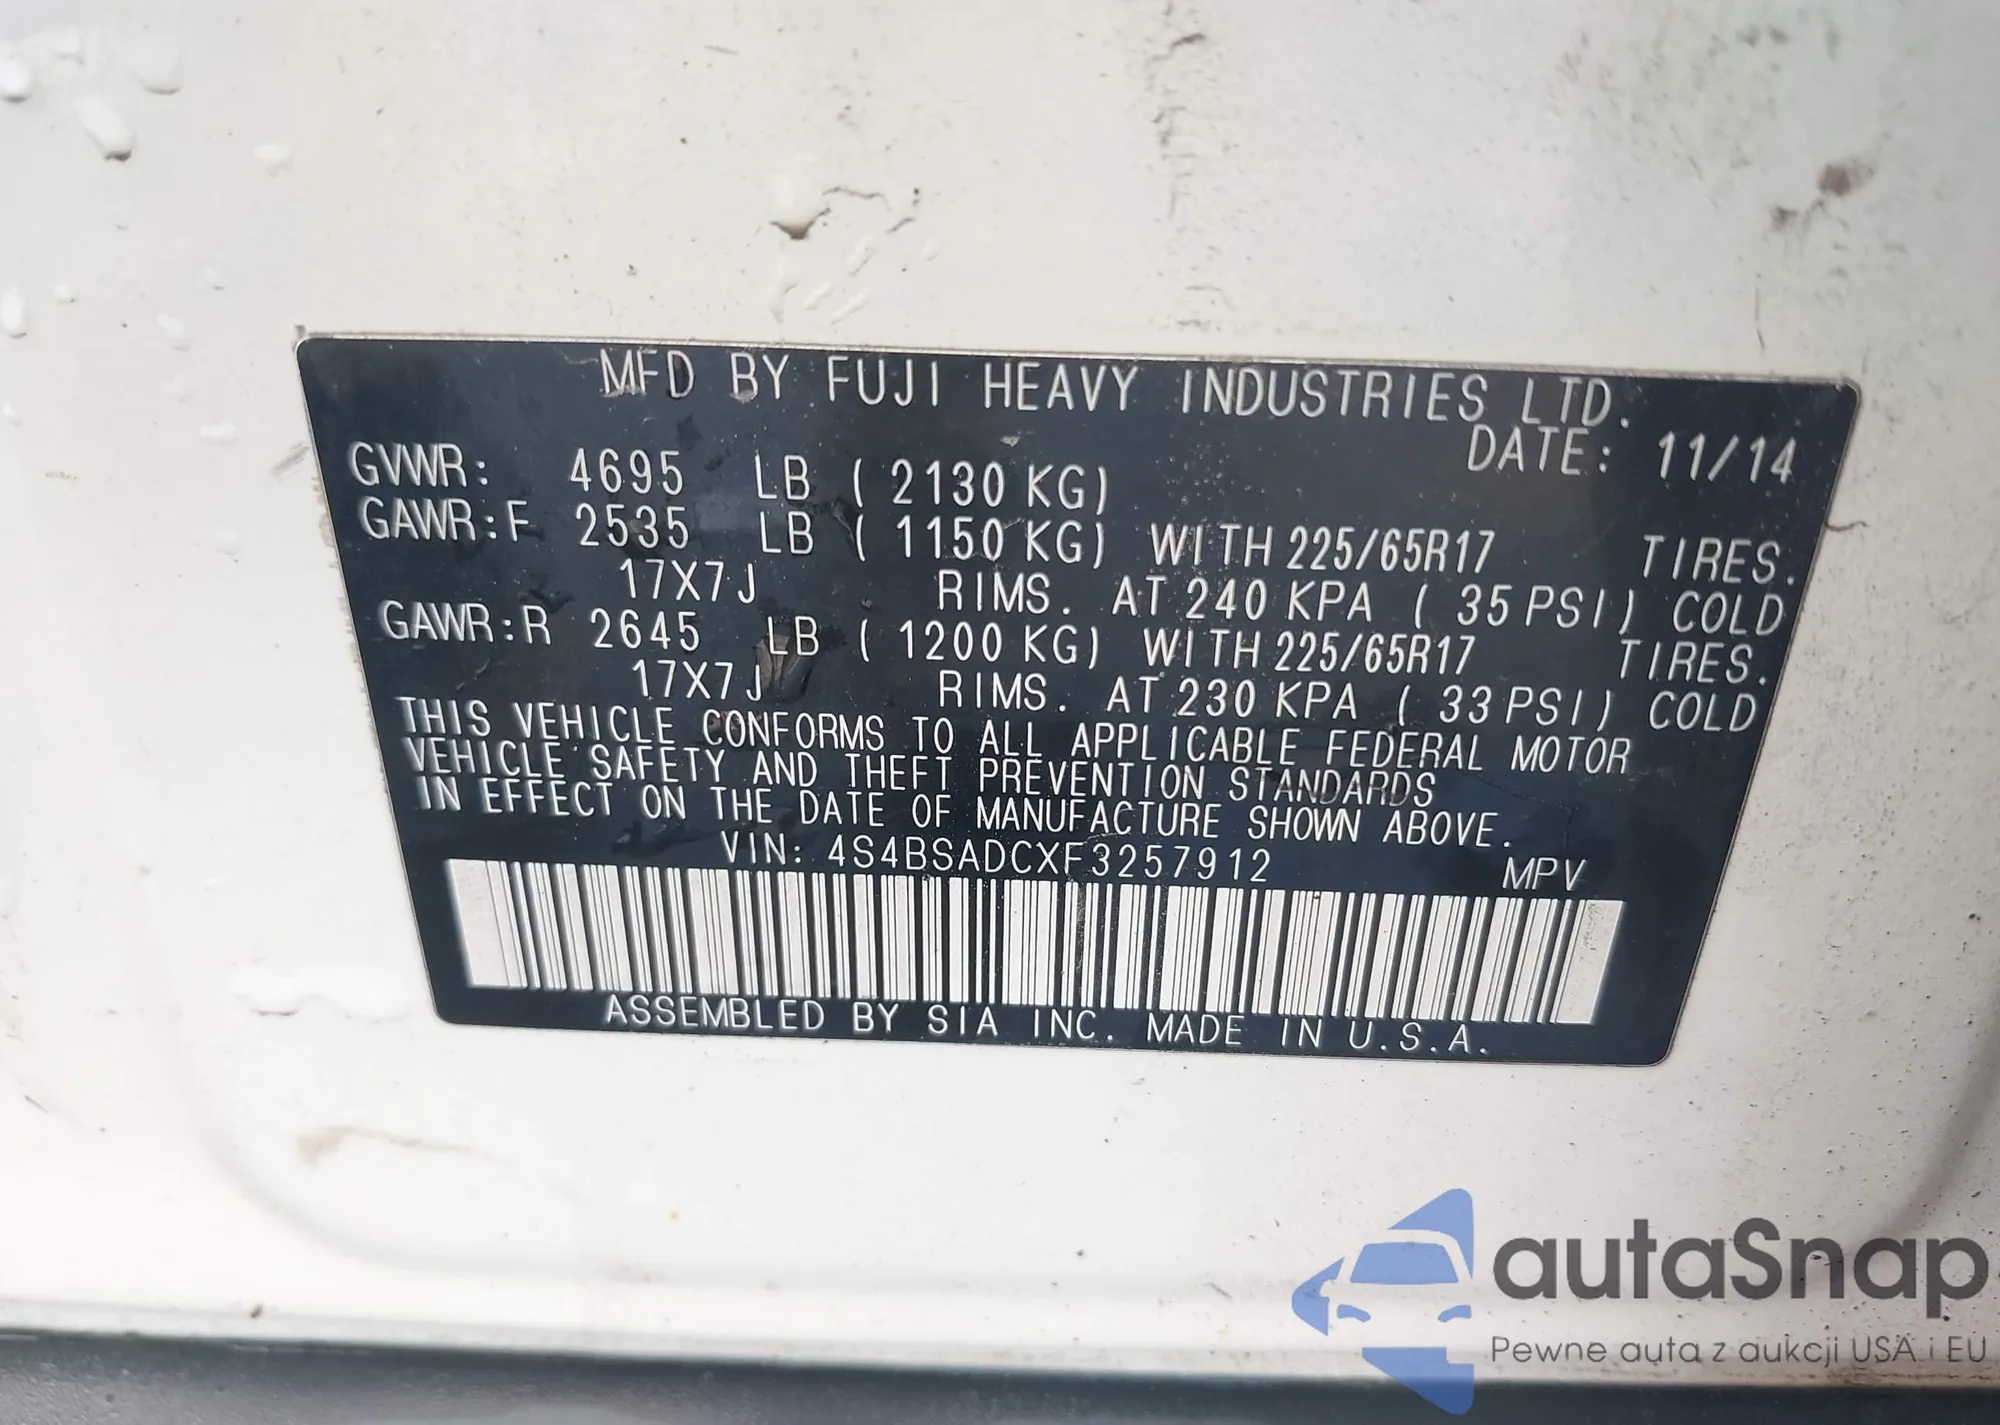 MFD BY FUJI HEAVY INDUSTRIES LTD.
DATE: 11/14
GVWR: 4695 LB ( 2130 KG)
GAWR:F 2535 LB ( 1150 KG) WITH 225/65R17 TIRES.
17X7J RIMS. AT 240 KPA ( 35 PSI) COLD
GAWR:R 2645 LB ( 1200 KG) WITH 225/65R17 TIRES.
17X7J RIMS. AT 230 KPA ( 33 PSI) COLD
THIS VEHICLE CONFORMS TO ALL APPLICABLE FEDERAL MOTOR
VEHICLE SAFETY AND THEFT PREVENTION STANDARDS
IN EFFECT ON THE DATE OF MANUFACTURE SHOWN ABOVE.
VIN: 4S4BSADCXF3257912 MPV
ASSEMBLED BY SIA INC. MADE IN U.S.A.
autaSnap
Pewne auta z aukcji USA i EU